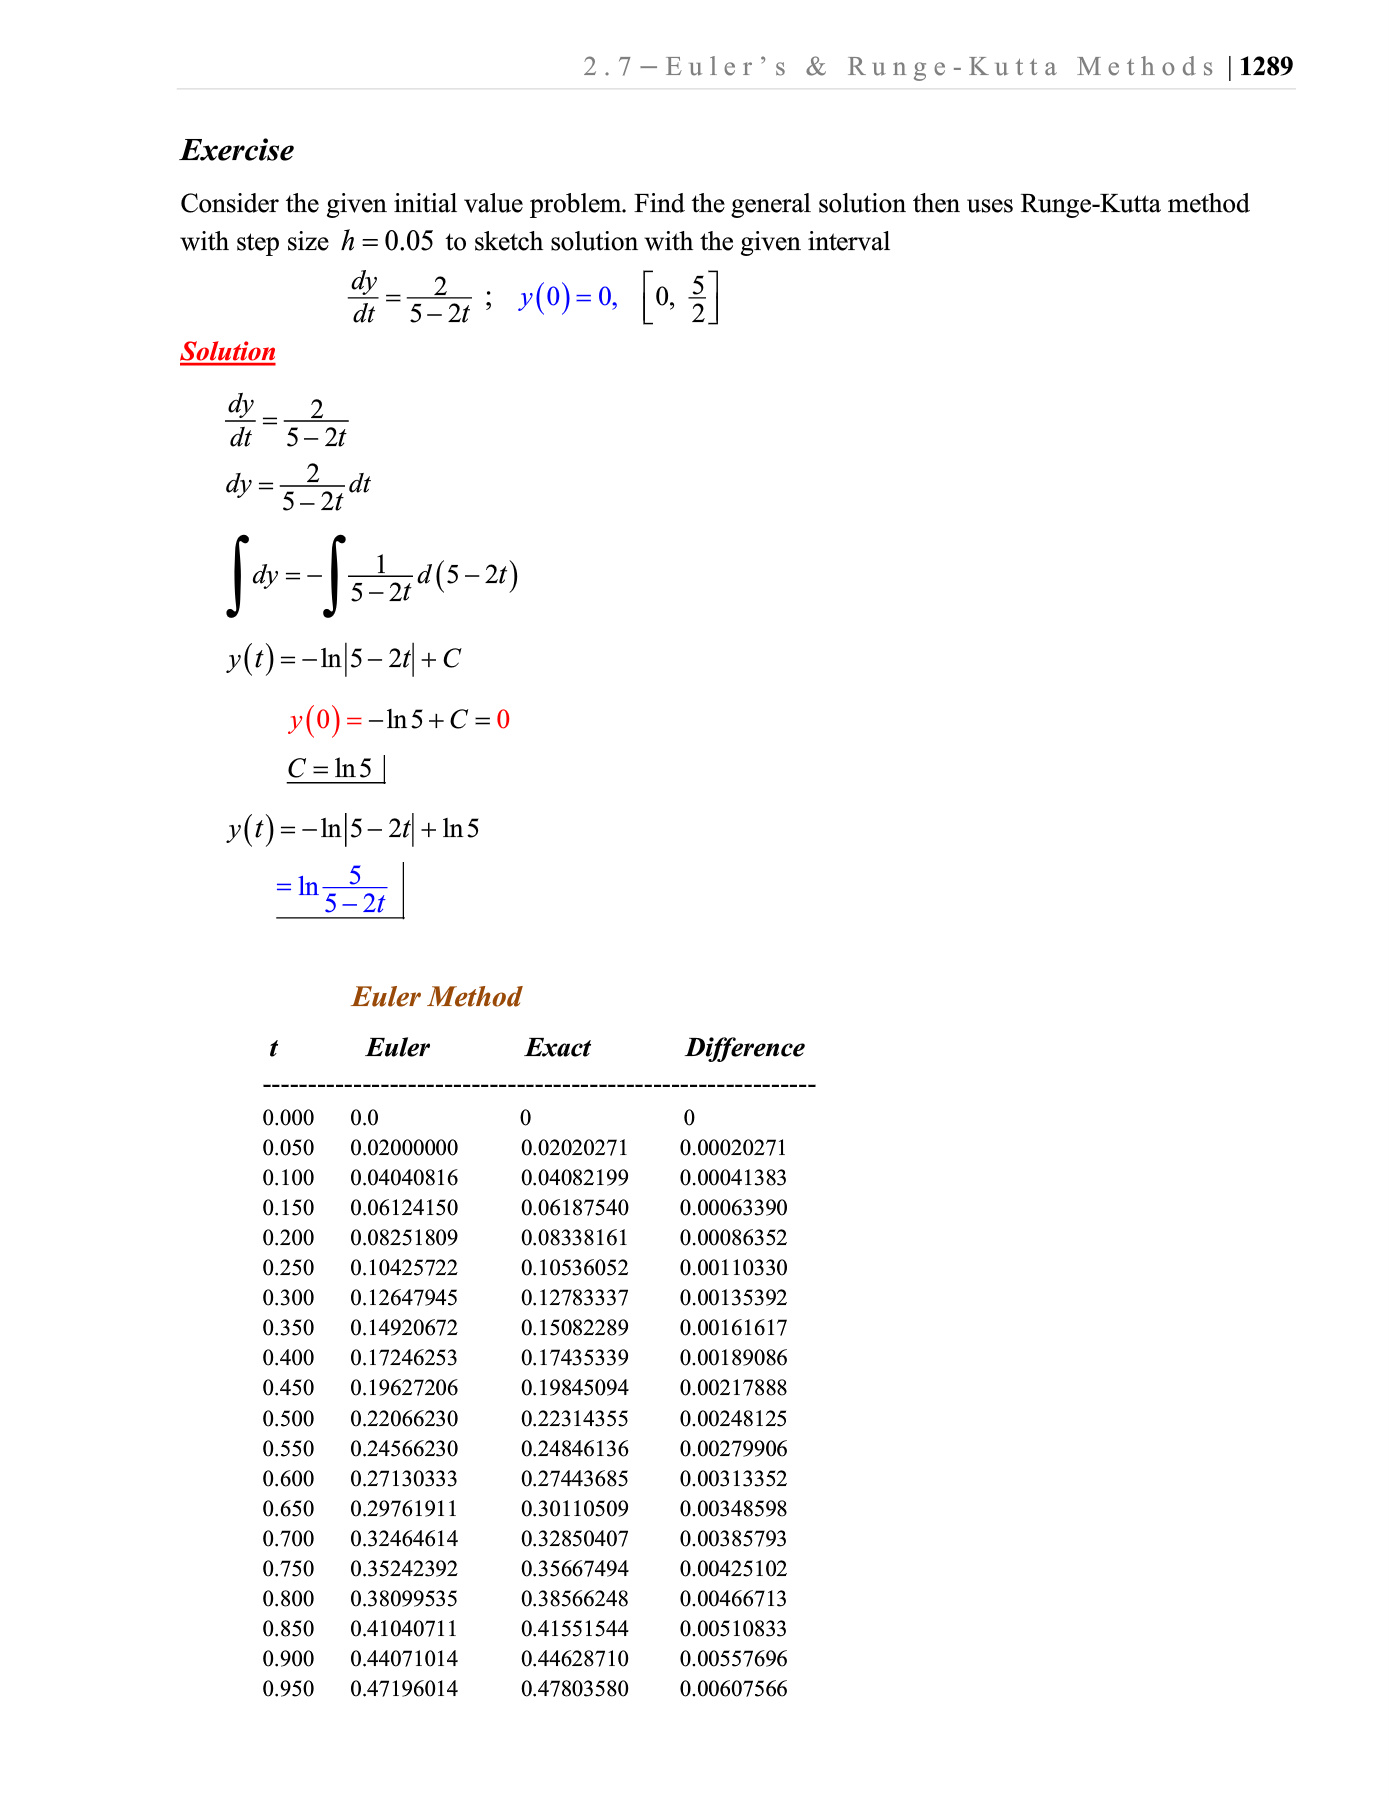 2.7 – Euler's & Runge-Kutta Methods | 1289
Exercise
Consider the given initial value problem. Find the general solution then uses Runge-Kutta method
with step size h = 0.05 to sketch solution with the given interval
dy/dt = 2/(5 – 2t) ; y(0) = 0, [0, 5/2]
Solution
dy/dt = 2/(5 – 2t)
dy = 2/(5 – 2t) dt
∫ dy = – ∫ 1/(5 – 2t) d(5 – 2t)
y(t) = – ln|5 – 2t| + C
y(0) = – ln 5 + C = 0
C = ln 5 |
y(t) = – ln|5 – 2t| + ln 5
= ln 5/(5 – 2t) |
Euler Method
t Euler Exact Difference
-------------------------------------------------------------
0.000 0.0 0 0
0.050 0.02000000 0.02020271 0.00020271
0.100 0.04040816 0.04082199 0.00041383
0.150 0.06124150 0.06187540 0.00063390
0.200 0.08251809 0.08338161 0.00086352
0.250 0.10425722 0.10536052 0.00110330
0.300 0.12647945 0.12783337 0.00135392
0.350 0.14920672 0.15082289 0.00161617
0.400 0.17246253 0.17435339 0.00189086
0.450 0.19627206 0.19845094 0.00217888
0.500 0.22066230 0.22314355 0.00248125
0.550 0.24566230 0.24846136 0.00279906
0.600 0.27130333 0.27443685 0.00313352
0.650 0.29761911 0.30110509 0.00348598
0.700 0.32464614 0.32850407 0.00385793
0.750 0.35242392 0.35667494 0.00425102
0.800 0.38099535 0.38566248 0.00466713
0.850 0.41040711 0.41551544 0.00510833
0.900 0.44071014 0.44628710 0.00557696
0.950 0.47196014 0.47803580 0.00607566